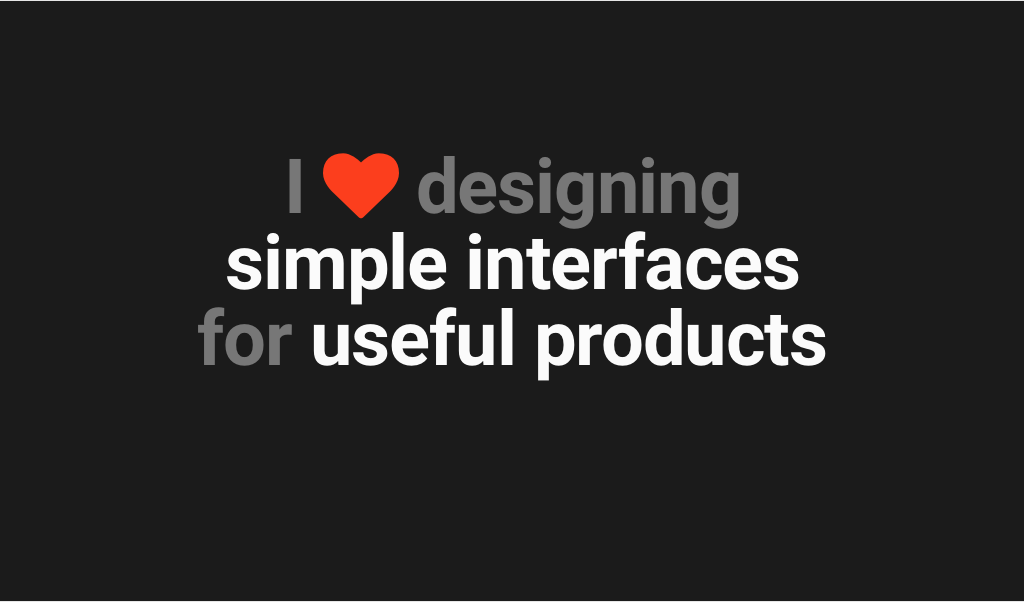 I ❤ designing
simple interfaces
for useful products